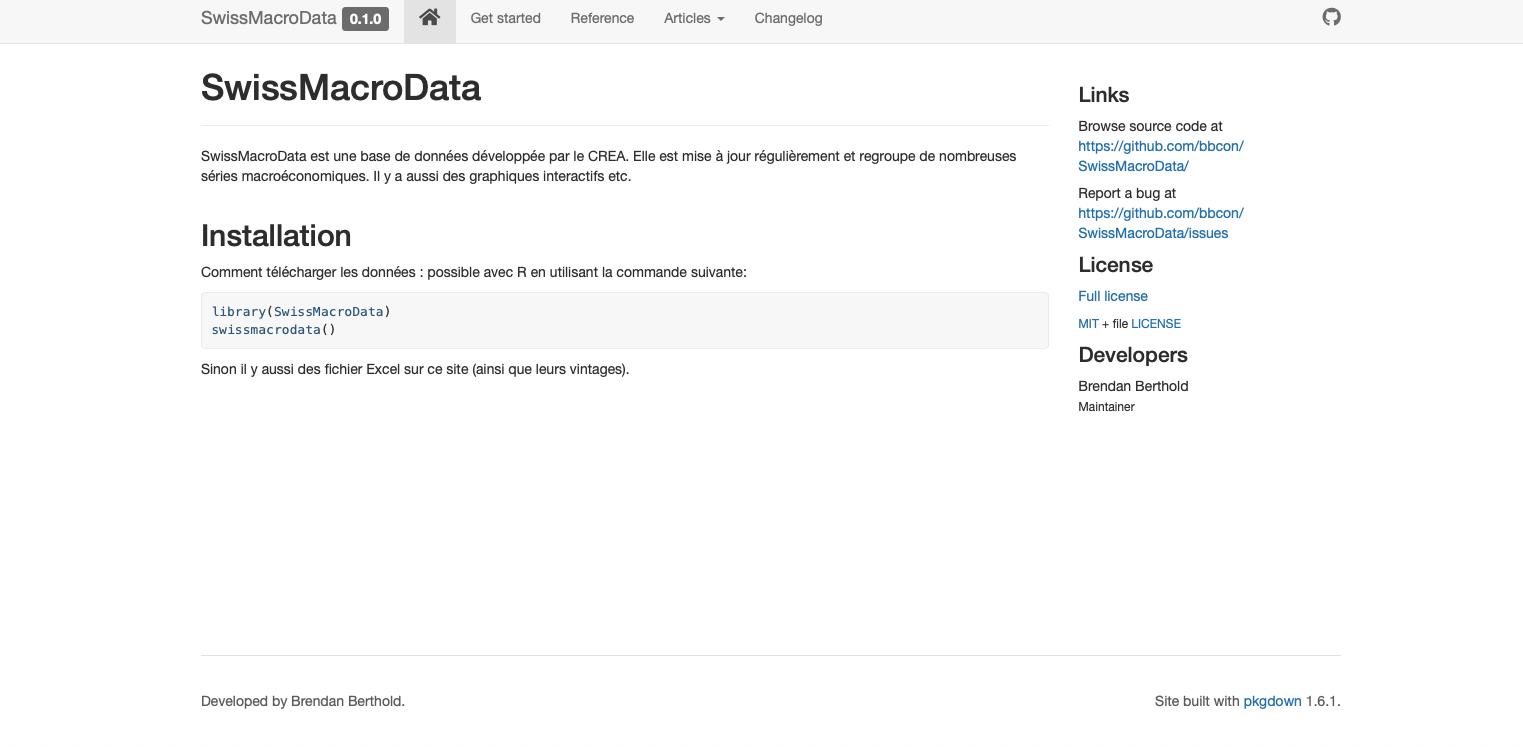 SwissMacroData 0.1.0 Get started Reference Articles Changelog
SwissMacroData
SwissMacroData est une base de données développée par le CREA. Elle est mise à jour régulièrement et regroupe de nombreuses
séries macroéconomiques. Il y a aussi des graphiques interactifs etc.
Installation
Comment télécharger les données : possible avec R en utilisant la commande suivante:
library(SwissMacroData)
swissmacrodata()
Sinon il y aussi des fichier Excel sur ce site (ainsi que leurs vintages).
Links
Browse source code at
https://github.com/bbcon/
SwissMacroData/
Report a bug at
https://github.com/bbcon/
SwissMacroData/issues
License
Full license
MIT + file LICENSE
Developers
Brendan Berthold
Maintainer
Developed by Brendan Berthold.
Site built with pkgdown 1.6.1.